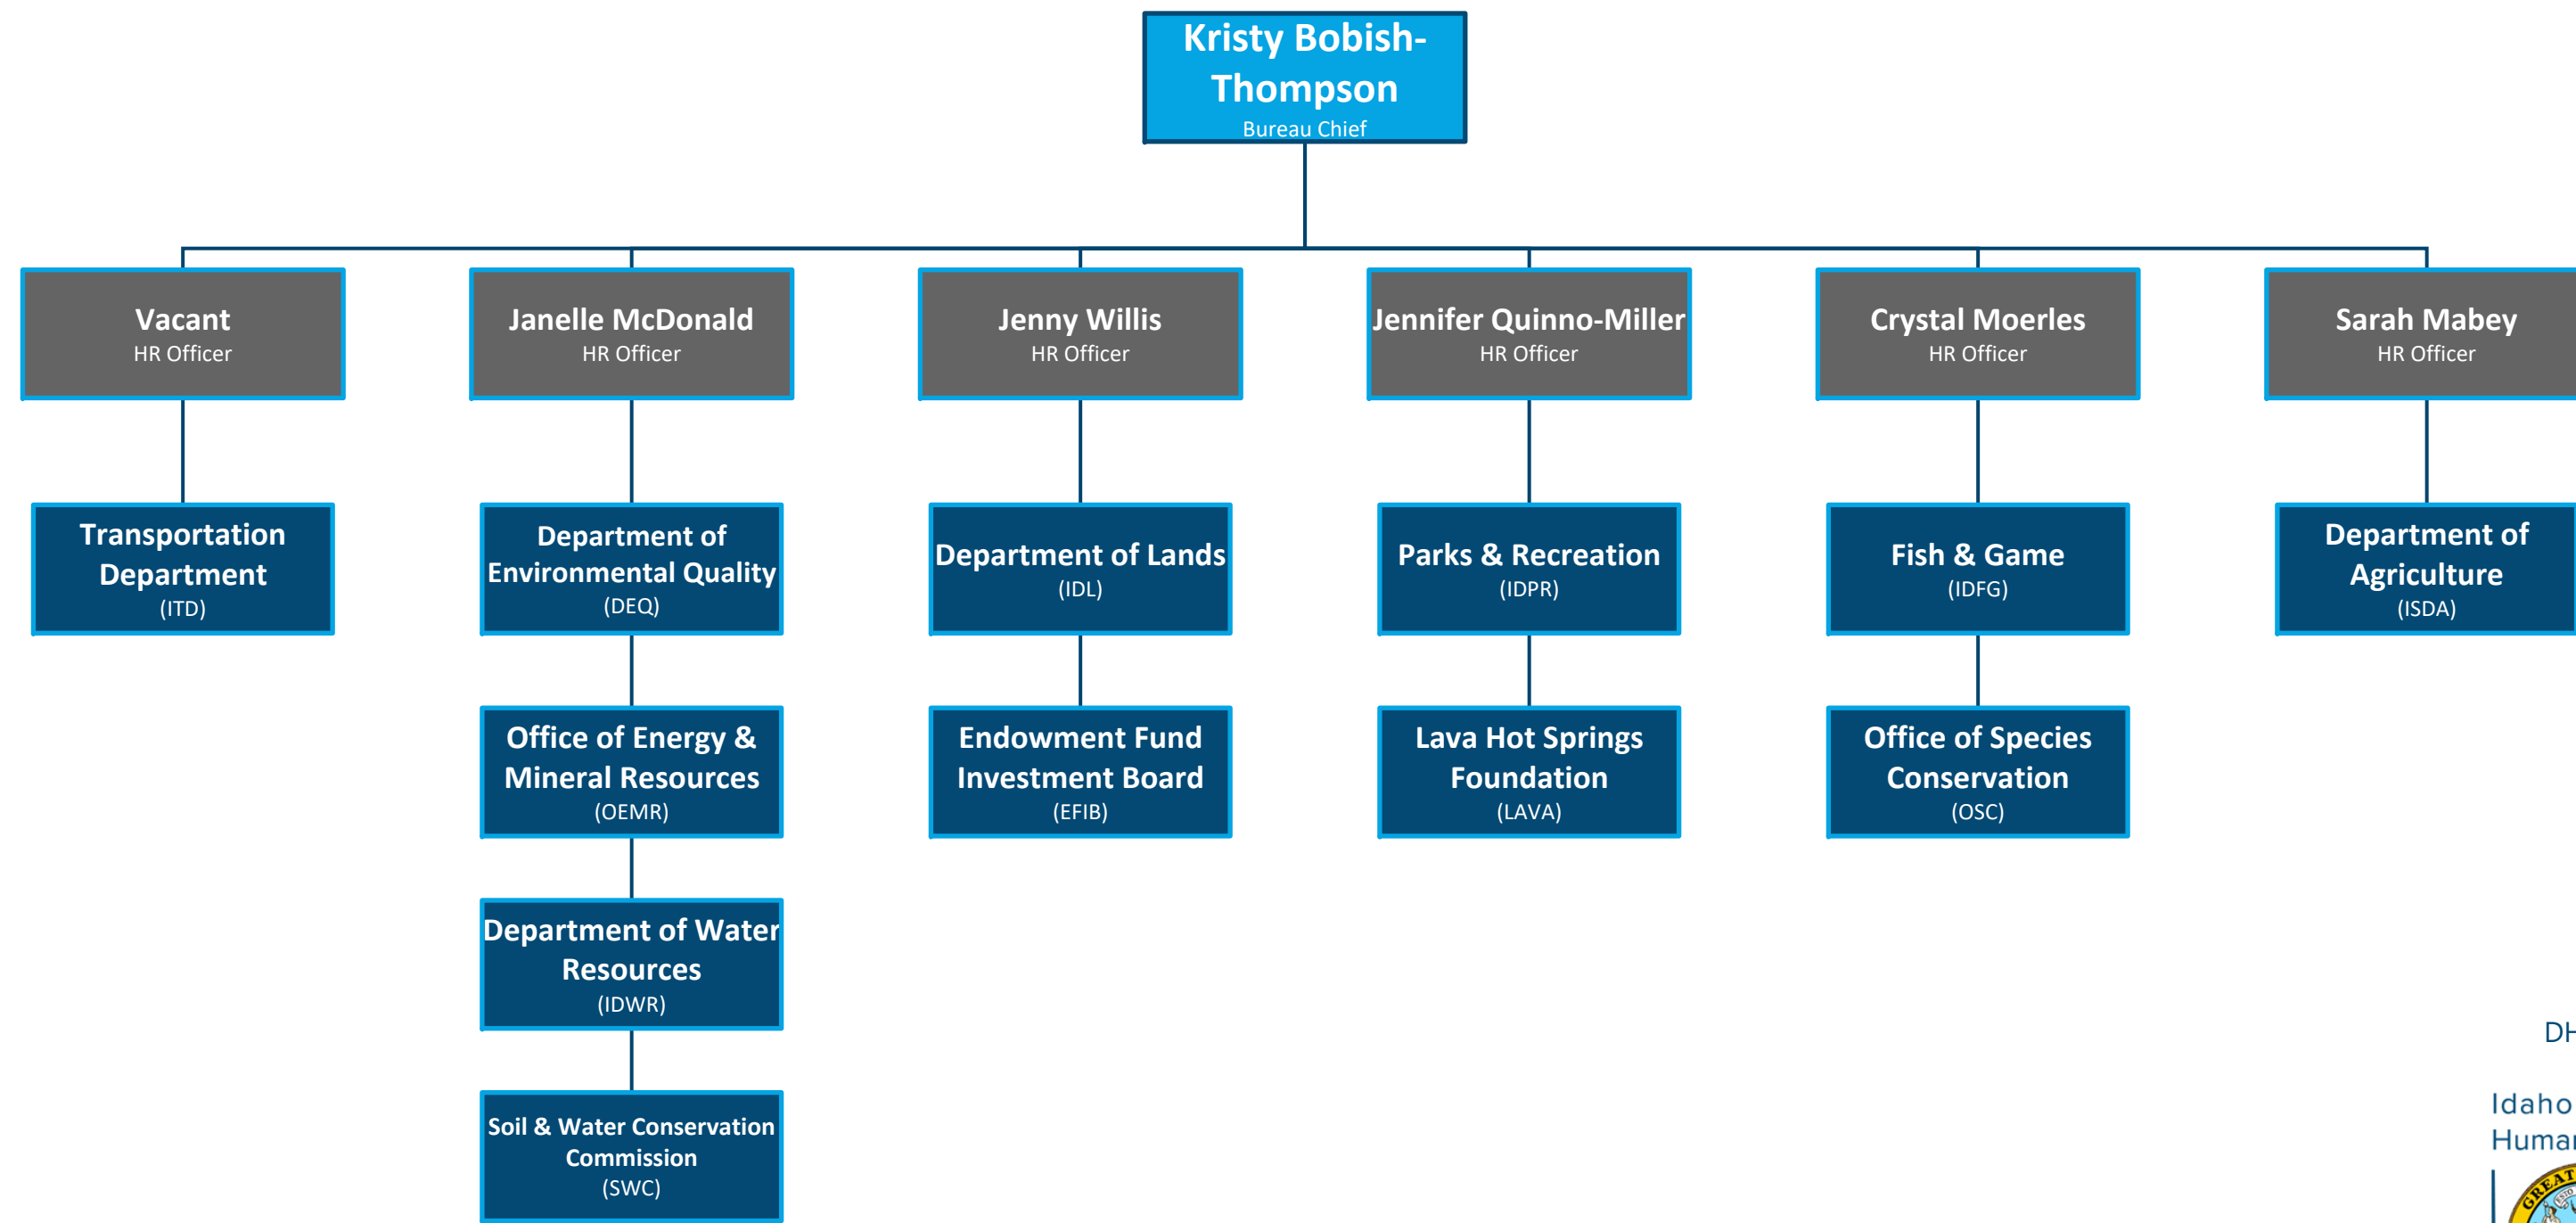 Kristy Bobish-
Thompson
Bureau Chief
Vacant
HR Officer
Janelle McDonald
HR Officer
Jenny Willis
HR Officer
Jennifer Quinno-Miller
HR Officer
Crystal Moerles
HR Officer
Sarah Mabey
HR Officer
Transportation
Department
(ITD)
Department of
Environmental Quality
(DEQ)
Department of Lands
(IDL)
Parks & Recreation
(IDPR)
Fish & Game
(IDFG)
Department of
Agriculture
(ISDA)
Office of Energy &
Mineral Resources
(OEMR)
Endowment Fund
Investment Board
(EFIB)
Lava Hot Springs
Foundation
(LAVA)
Office of Species
Conservation
(OSC)
Department of Water
Resources
(IDWR)
Soil & Water Conservation
Commission
(SWC)
Idaho
GREAT
ESTO